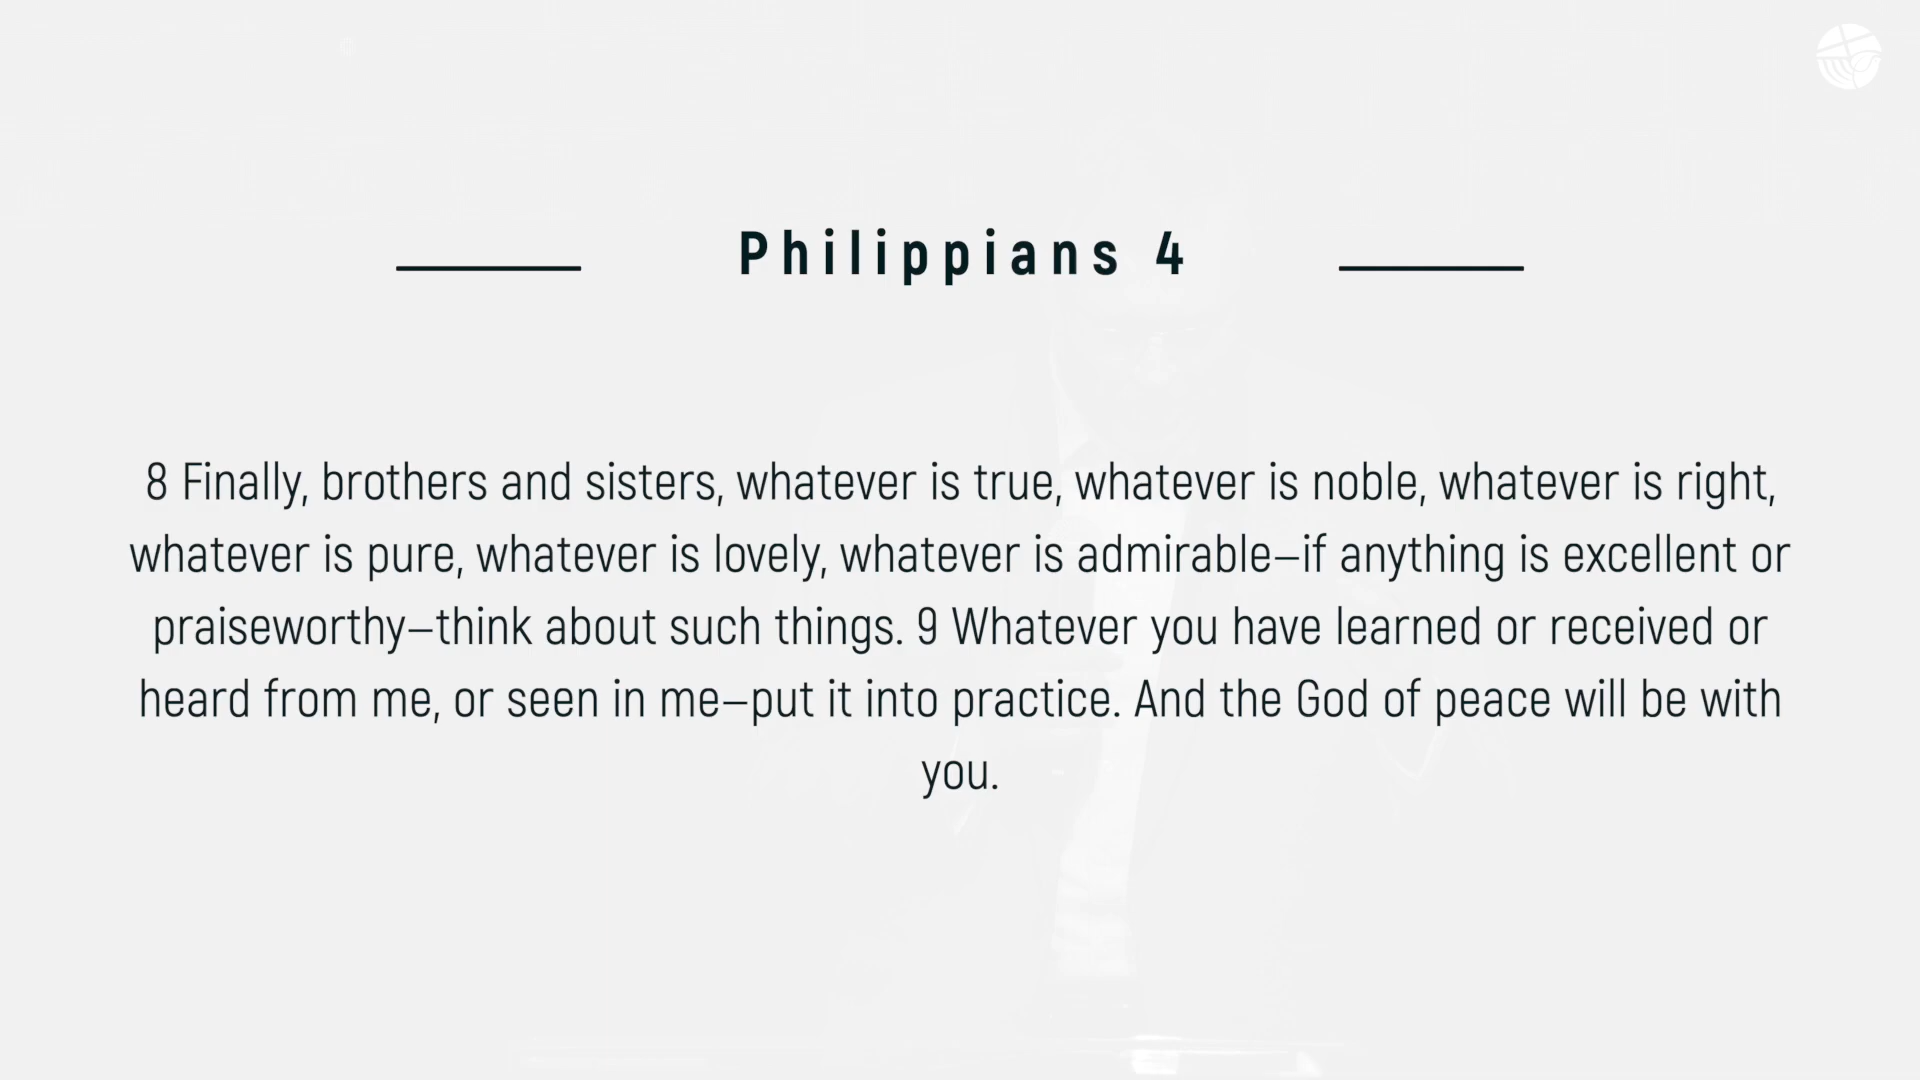 Philippians 4
8 Finally, brothers and sisters, whatever is true, whatever is noble, whatever is right,
whatever is pure, whatever is lovely, whatever is admirable—if anything is excellent or
praiseworthy—think about such things. 9 Whatever you have learned or received or
heard from me, or seen in me—put it into practice. And the God of peace will be with
you.